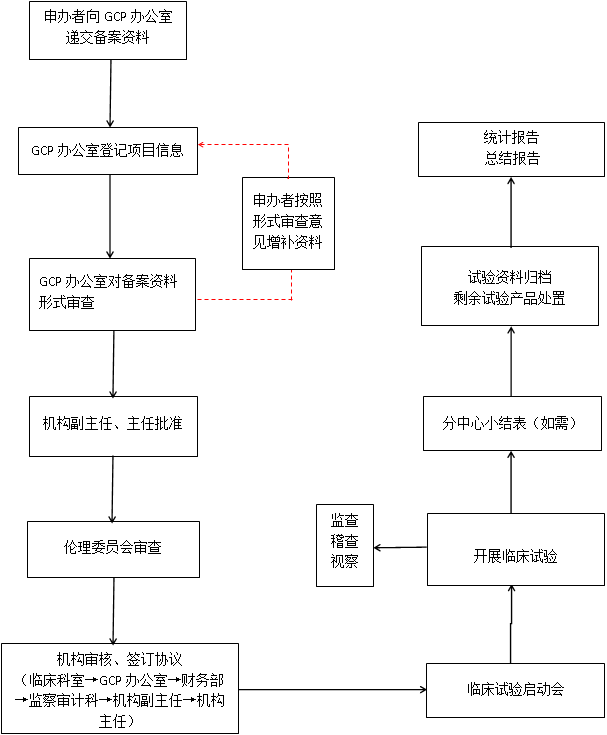 申办者向 GCP 办公室
递交备案资料
GCP 办公室登记项目信息
申办者按照
形式审查意
见增补资料
GCP 办公室对备案资料
形式审查
机构副主任、主任批准
伦理委员会审查
机构审核、签订协议
（临床科室→GCP 办公室→财务部
→监察审计科→机构副主任→机构
主任）
临床试验启动会
开展临床试验
监查
稽查
视察
分中心小结表（如需）
试验资料归档
剩余试验产品处置
统计报告
总结报告